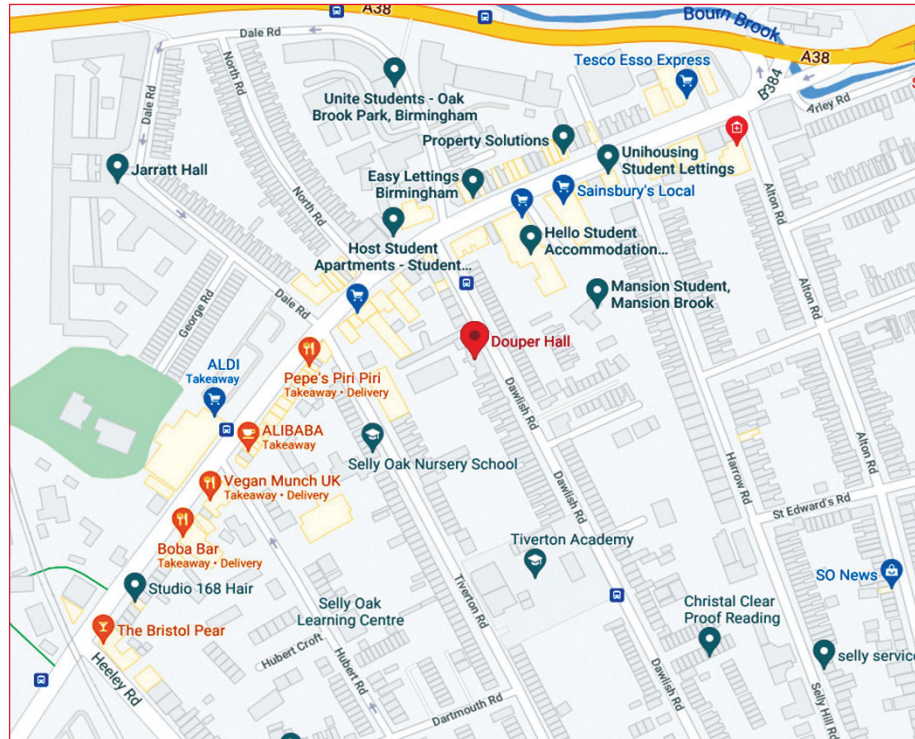 A38
Bourn Brook
Dale Rd
A38
Tesco Esso Express
North Rd
B384
Dale Rd
Unite Students - Oak
Brook Park, Birmingham
Arley Rd
Property Solutions
Jarratt Hall
Easy Lettings
Birmingham
Unihousing
Student Lettings
Sainsbury's Local
North Rd
Alton Rd
Host Student
Apartments - Student...
Hello Student
Accommodation...
Mansion Student,
Mansion Brook
Dale Rd
George Rd
Alton Rd
Douper Hall
ALDI
Takeaway
Pepe's Piri Piri
Takeaway • Delivery
Dawlish Rd
ALIBABA
Takeaway
Selly Oak Nursery School
Alton Rd
Vegan Munch UK
Takeaway • Delivery
Dawlish Rd
Harrow Rd
St Edward's Rd
Boba Bar
Takeaway • Delivery
Tiverton Academy
Studio 168 Hair
SO News
Tiverton Rd
Selly Oak
Learning Centre
Christal Clear
Proof Reading
The Bristol Pear
Hubert Croft
selly service
Heeley Rd
Hubert Rd
Dawlish Rd
Selly Hill Rd
Dartmouth Rd